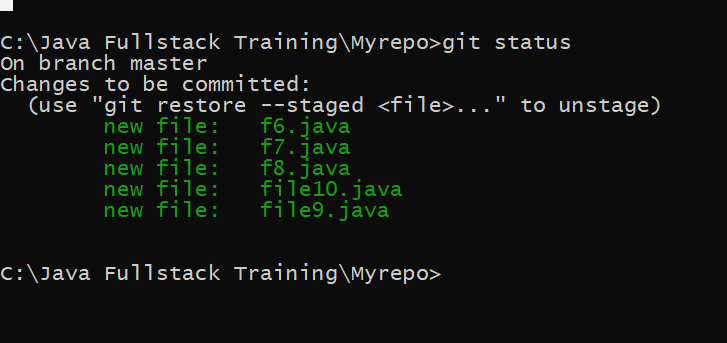 C:\Java Fullstack Training\Myrepo>git status
On branch master
Changes to be committed:
  (use "git restore --staged <file>..." to unstage)
        new file:   f6.java
        new file:   f7.java
        new file:   f8.java
        new file:   file10.java
        new file:   file9.java
C:\Java Fullstack Training\Myrepo>